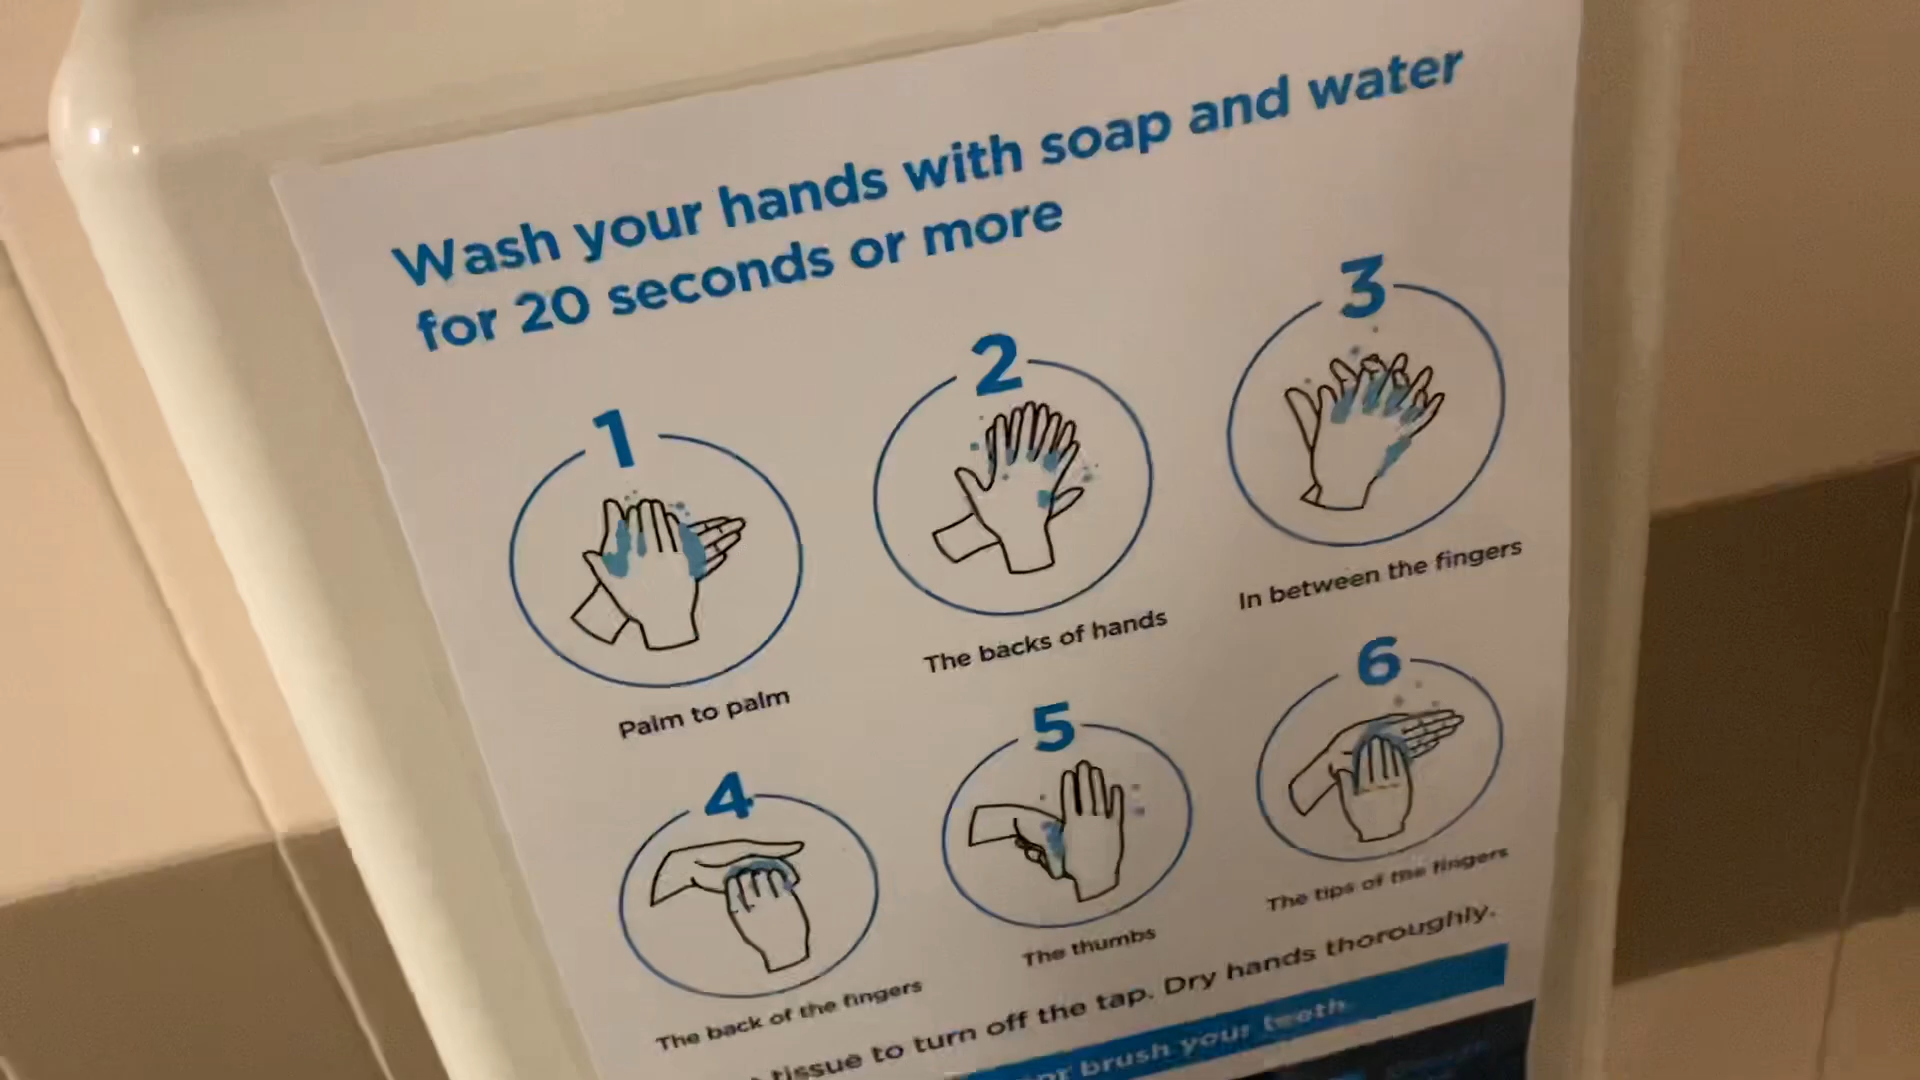 Wash your hands with soap and water
for 20 seconds or more
1
2
3
Palm to palm
The backs of hands
In between the fingers
4
5
6
The back of the fingers
The thumbs
The tips of the fingers
tissue to turn off the tap. Dry hands thoroughly.
or brush your teeth